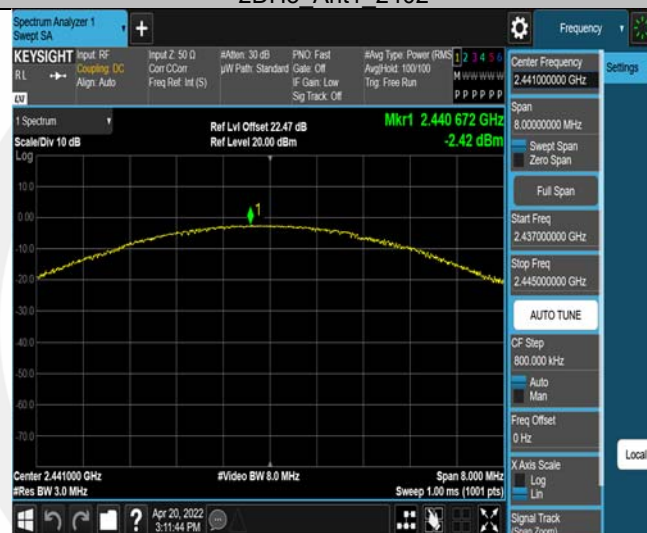 Spectrum Analyzer 1
Swept SA
+
Frequency
KEYSIGHT
RL
LXI
Input: RF
Coupling: DC
Align: Auto
Input Z: 50 Ω
Corr CCorr
Freq Ref: Int (S)
#Atten: 30 dB
µW Path: Standard
PNO: Fast
Gate: Off
IF Gain: Low
Sig Track: Off
#Avg Type: Power (RMS
Avg|Hold: 100/100
Trig: Free Run
1 2 3 4 5 6
M W W W W W
P P P P P P
1 Spectrum
Scale/Div 10 dB
Log
Ref Lvl Offset 22.47 dB
Ref Level 20.00 dBm
Mkr1 2.440 672 GHz
-2.42 dBm
10.0
0.00
-10.0
-20.0
-30.0
-40.0
-50.0
-60.0
-70.0
1
Center 2.441000 GHz
#Res BW 3.0 MHz
#Video BW 8.0 MHz
Span 8.000 MHz
Sweep 1.00 ms (1001 pts)
?
Apr 20, 2022
3:11:44 PM
Center Frequency
2.441000000 GHz
Span
8.00000000 MHz
Swept Span
Zero Span
Full Span
Start Freq
2.437000000 GHz
Stop Freq
2.445000000 GHz
AUTO TUNE
CF Step
800.000 kHz
Auto
Man
Freq Offset
0 Hz
X Axis Scale
Log
Lin
Signal Track
(Span Zoom)
Settings
Local